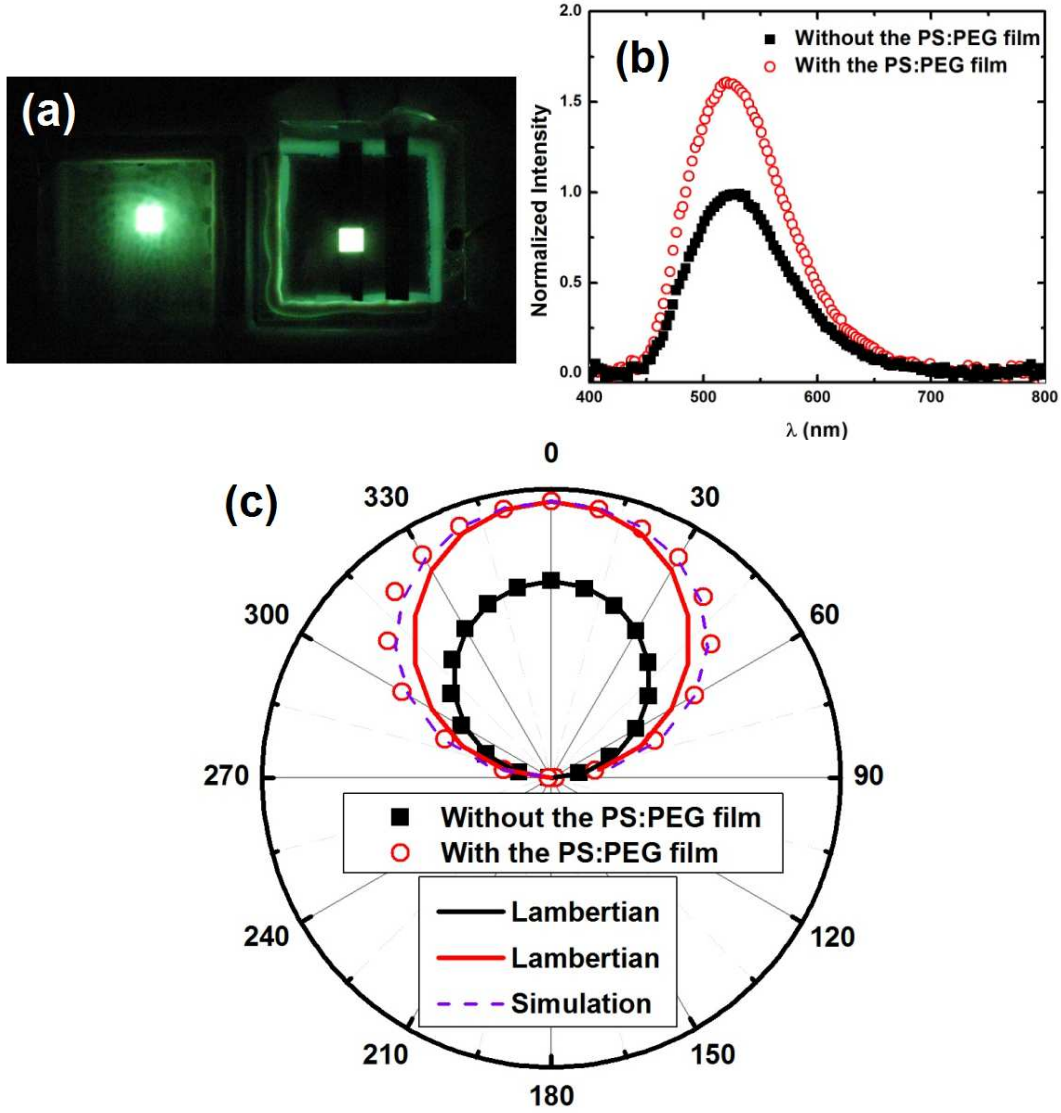 (a)
(b)
2.0
1.5
1.0
0.5
0.0
Normalized Intensity
Without the PS:PEG film
With the PS:PEG film
400
500
600
700
800
λ (nm)
(c)
0
30
60
90
120
150
180
210
240
270
300
330
Without the PS:PEG film
With the PS:PEG film
Lambertian
Lambertian
Simulation